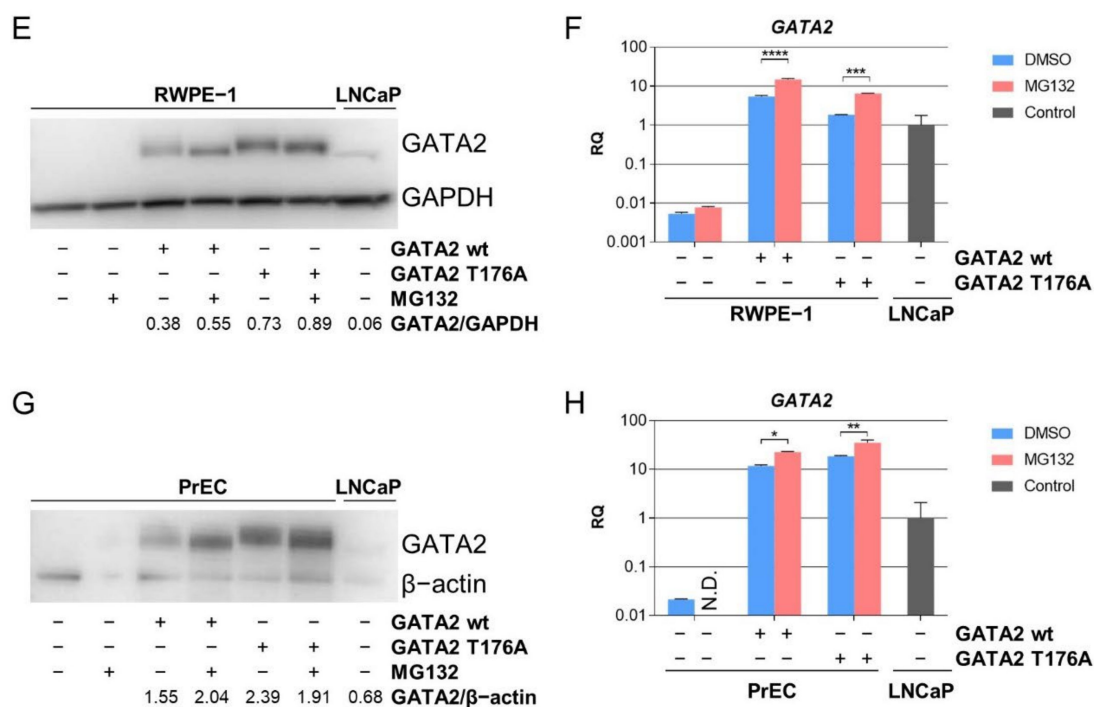 E
RWPE−1 LNCaP
GATA2
GAPDH
− − + + − − − GATA2 wt
− − − − + + − GATA2 T176A
− + − + − + − MG132
0.38 0.55 0.73 0.89 0.06 GATA2/GAPDH
F
GATA2
100
10
1
0.1
0.01
0.001
RQ
**** ***
DMSO
MG132
Control
− − + + − − − GATA2 wt
− − − − + + − GATA2 T176A
RWPE−1 LNCaP
G
PrEC LNCaP
GATA2
β−actin
− − + + − − − GATA2 wt
− − − − + + − GATA2 T176A
− + − + − + − MG132
1.55 2.04 2.39 1.91 0.68 GATA2/β−actin
H
GATA2
100
10
1
0.1
0.01
RQ
* **
N.D.
DMSO
MG132
Control
− − + + − − − GATA2 wt
− − − − + + − GATA2 T176A
PrEC LNCaP